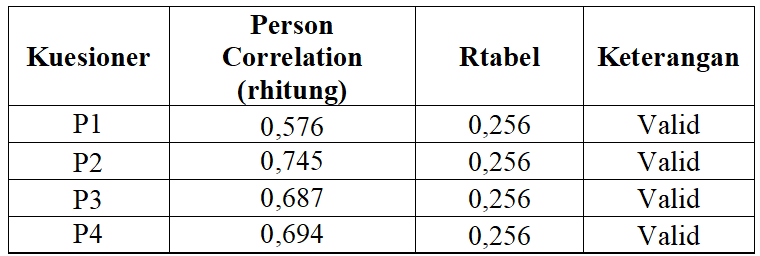 Kuesioner Person Correlation (rhitung) Rtabel Keterangan
P1 0,576 0,256 Valid
P2 0,745 0,256 Valid
P3 0,687 0,256 Valid
P4 0,694 0,256 Valid